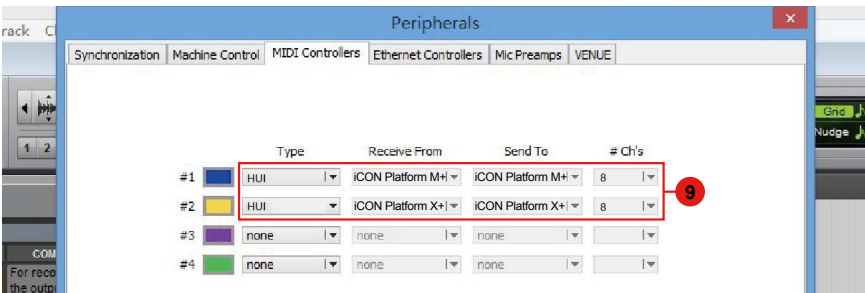 Peripherals
rack
Synchronization Machine Control MIDI Controllers Ethernet Controllers Mic Preamps VENUE
Grid
Nudge
1 2
Type Receive From Send To # Ch's
#1 HUI iCON Platform M+ iCON Platform M+ 8
9
#2 HUI iCON Platform X+ iCON Platform X+ 8
#3 none none none
#4 none none none
COM
For reco
the outp